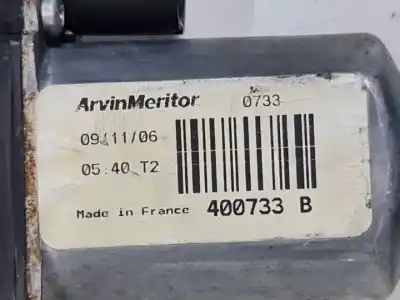 ArvinMeritor 0733
09/11/06
05:40 T2
Made in France 400733 B